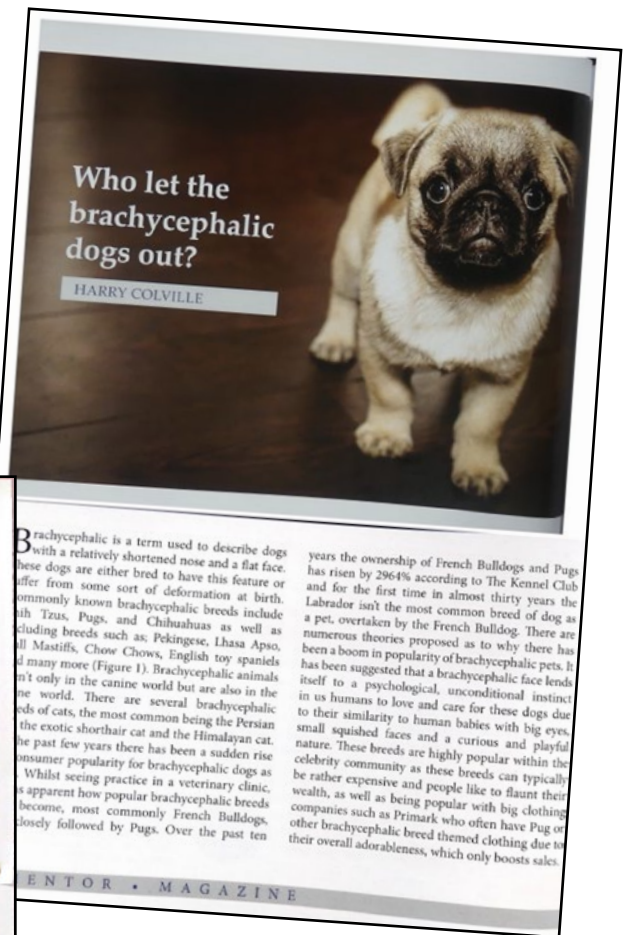 Who let the
brachycephalic
dogs out?
HARRY COLVILLE
Brachycephalic is a term used to describe dogs
with a relatively shortened nose and a flat face.
hese dogs are either bred to have this feature or
uffer from some sort of deformation at birth.
ommonly known brachycephalic breeds include
ih Tzus, Pugs, and Chihuahuas as well as
cluding breeds such as; Pekingese, Lhasa Apso,
ll Mastiffs, Chow Chows, English toy spaniels
d many more (Figure 1). Brachycephalic animals
n't only in the canine world but are also in the
ne world. There are several brachycephalic
eds of cats, the most common being the Persian
the exotic shorthair cat and the Himalayan cat.
he past few years there has been a sudden rise
onsumer popularity for brachycephalic dogs as
. Whilst seeing practice in a veterinary clinic,
s apparent how popular brachycephalic breeds
become, most commonly French Bulldogs,
closely followed by Pugs. Over the past ten
years the ownership of French Bulldogs and Pugs
has risen by 2964% according to The Kennel Club
and for the first time in almost thirty years the
Labrador isn't the most common breed of dog as
a pet, overtaken by the French Bulldog. There are
numerous theories proposed as to why there has
been a boom in popularity of brachycephalic pets. It
has been suggested that a brachycephalic face lends
itself to a psychological, unconditional instinct
in us humans to love and care for these dogs due
to their similarity to human babies with big eyes,
small squished faces and a curious and playful
nature. These breeds are highly popular within the
celebrity community as these breeds can typically
be rather expensive and people like to flaunt their
wealth, as well as being popular with big clothing
companies such as Primark who often have Pug or
other brachycephalic breed themed clothing due to
their overall adorableness, which only boosts sales.
ENTOR • MAGAZINE